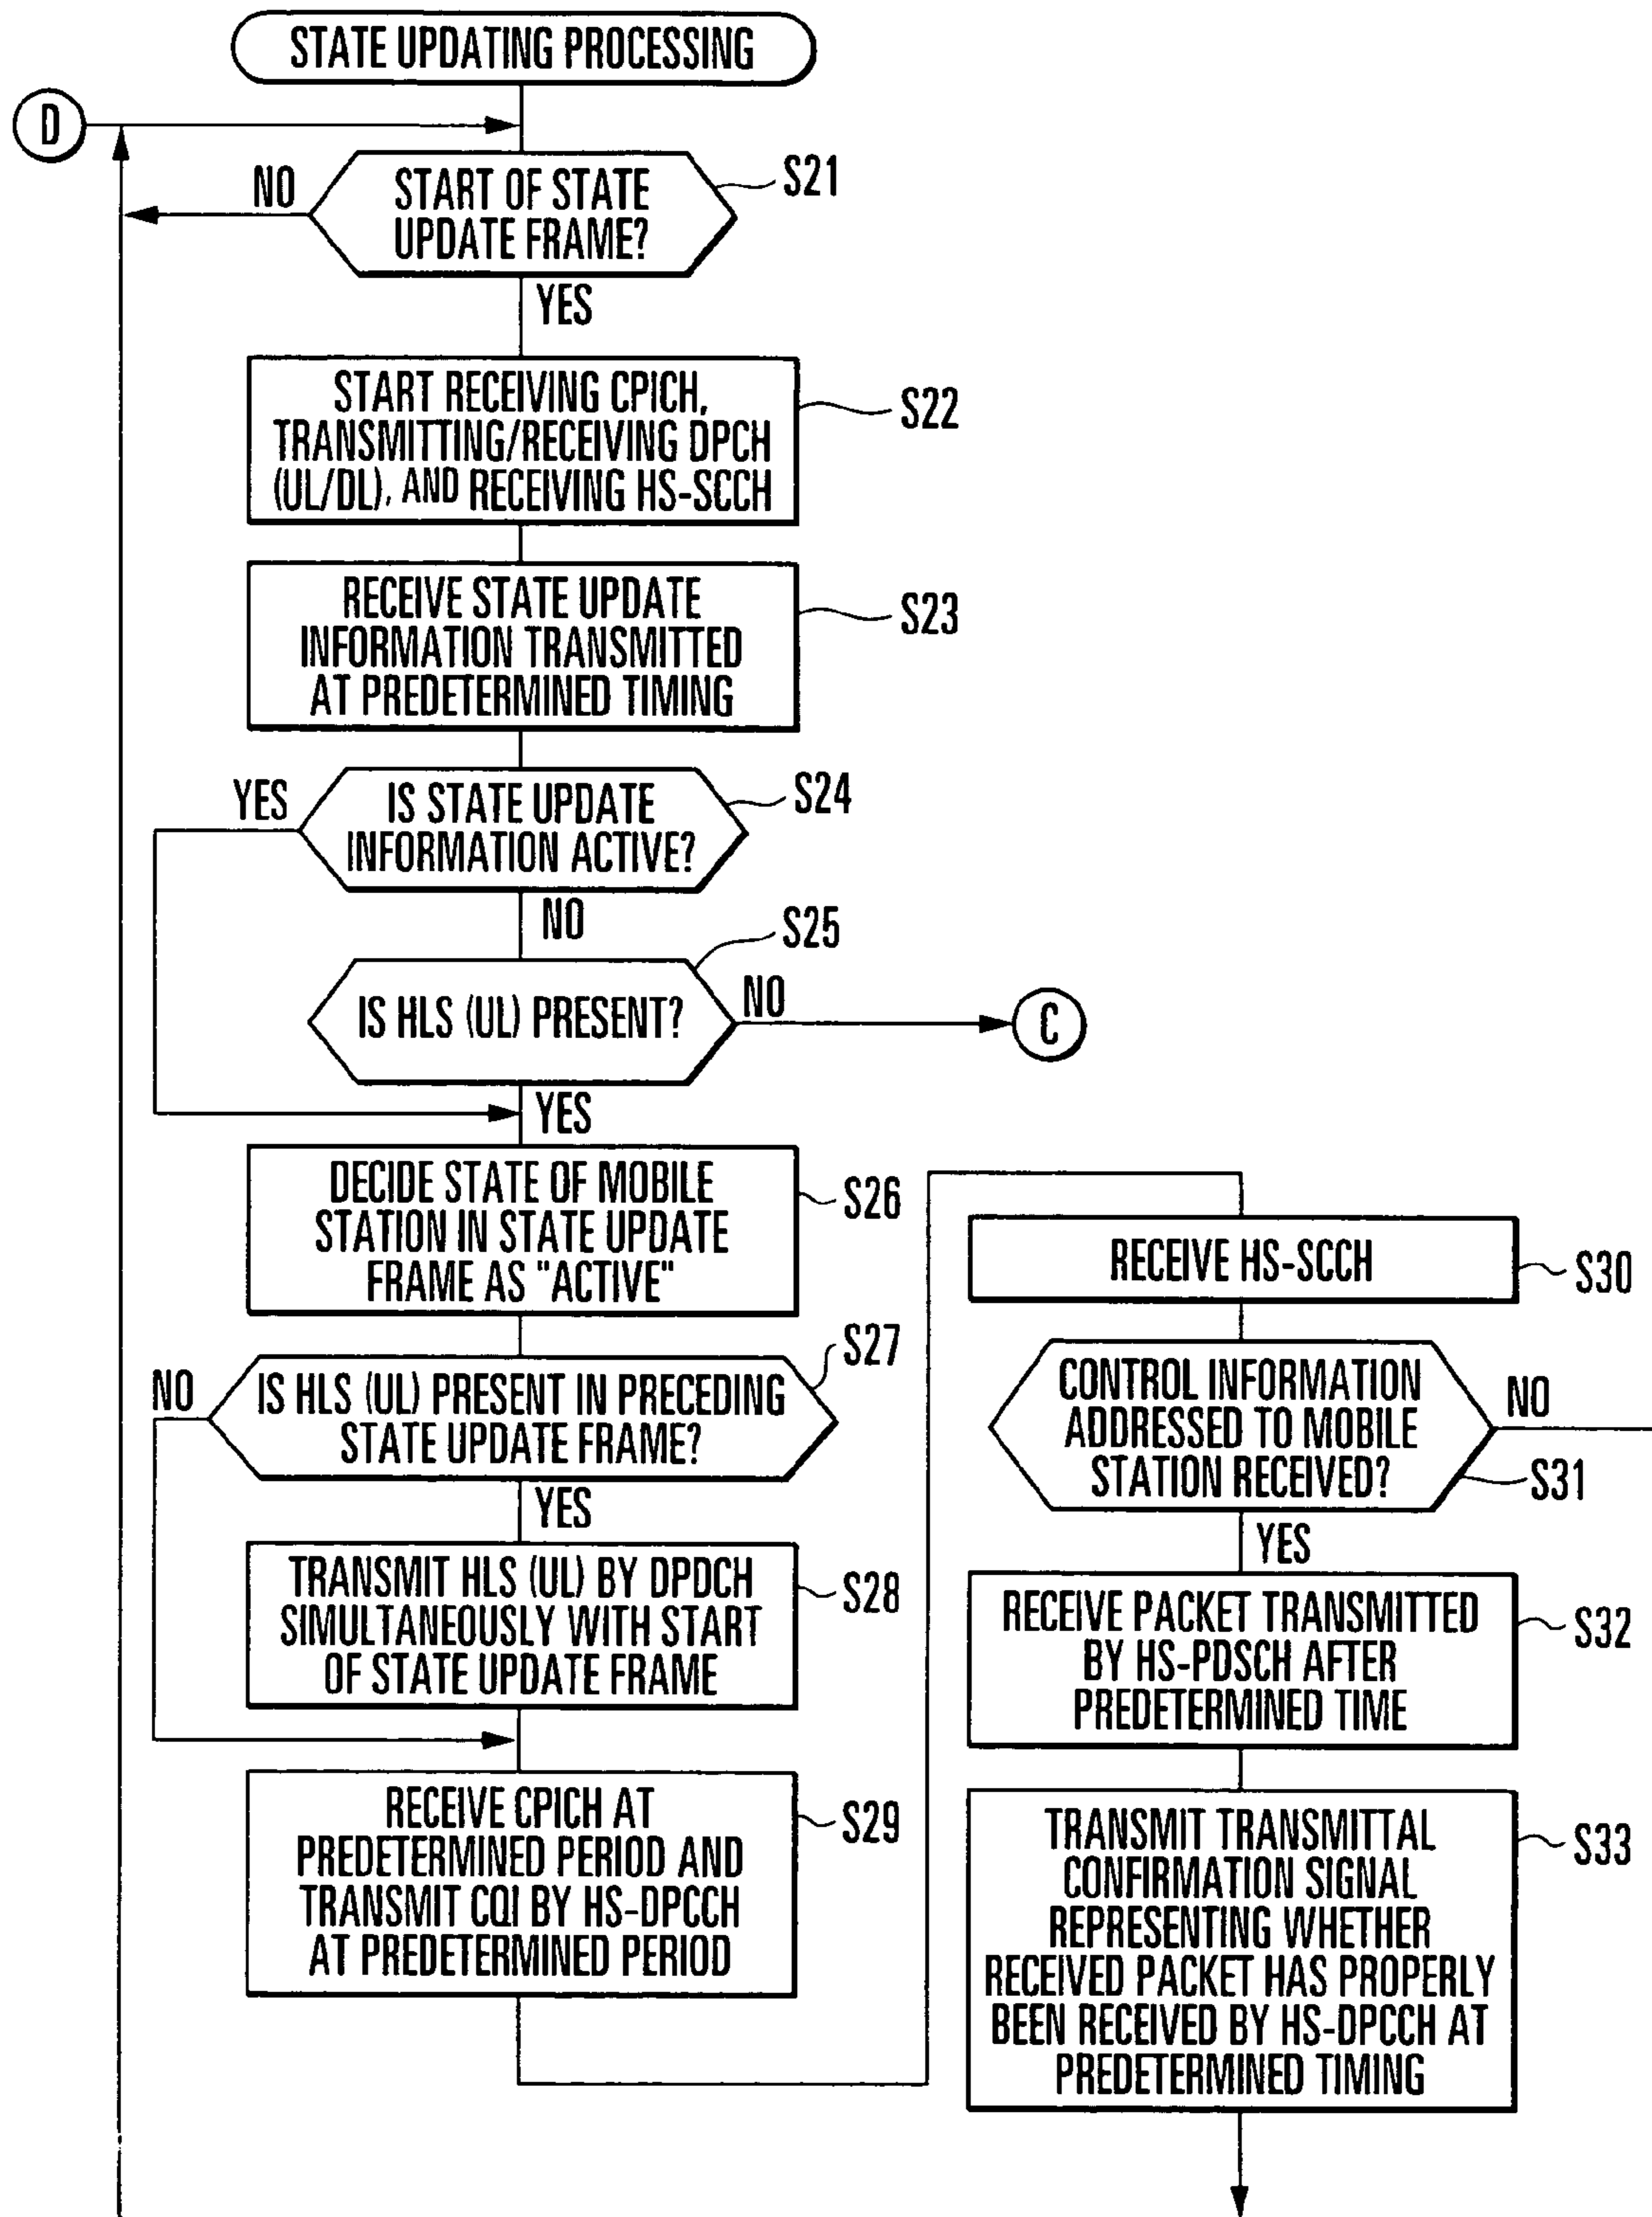 STATE UPDATING PROCESSING
D
NO
START OF STATE
UPDATE FRAME?
S21
YES
START RECEIVING CPICH,
TRANSMITTING/RECEIVING DPCH
(UL/DL), AND RECEIVING HS-SCCH
S22
RECEIVE STATE UPDATE
INFORMATION TRANSMITTED
AT PREDETERMINED TIMING
S23
YES
IS STATE UPDATE
INFORMATION ACTIVE?
S24
NO
S25
IS HLS (UL) PRESENT?
NO
C
YES
DECIDE STATE OF MOBILE
STATION IN STATE UPDATE
FRAME AS "ACTIVE"
S26
S27
NO
IS HLS (UL) PRESENT IN PRECEDING
STATE UPDATE FRAME?
YES
TRANSMIT HLS (UL) BY DPDCH
SIMULTANEOUSLY WITH START
OF STATE UPDATE FRAME
S28
RECEIVE CPICH AT
PREDETERMINED PERIOD AND
TRANSMIT CQI BY HS-DPCCH
AT PREDETERMINED PERIOD
S29
RECEIVE HS-SCCH
S30
CONTROL INFORMATION
ADDRESSED TO MOBILE
STATION RECEIVED?
NO
S31
YES
RECEIVE PACKET TRANSMITTED
BY HS-PDSCH AFTER
PREDETERMINED TIME
S32
TRANSMIT TRANSMITTAL
CONFIRMATION SIGNAL
REPRESENTING WHETHER
RECEIVED PACKET HAS PROPERLY
BEEN RECEIVED BY HS-DPCCH AT
PREDETERMINED TIMING
S33